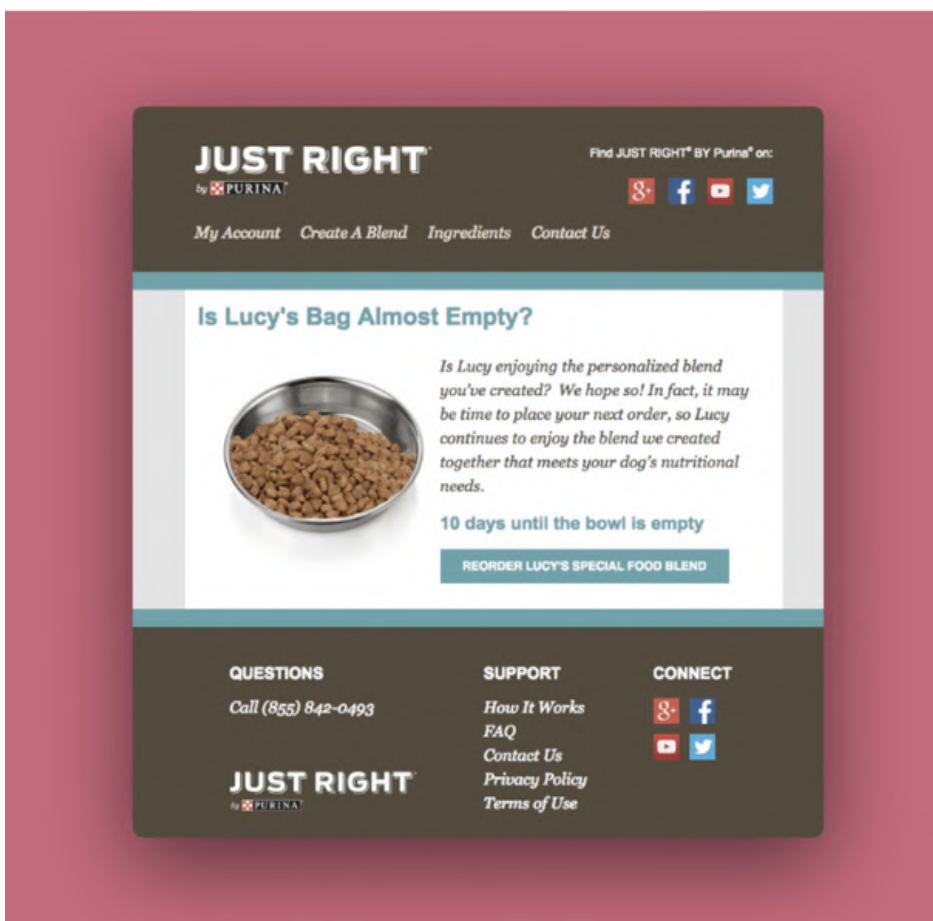 JUST RIGHT
by PURINA
Find JUST RIGHT® BY Purina® on:
My Account Create A Blend Ingredients Contact Us
Is Lucy's Bag Almost Empty?
Is Lucy enjoying the personalized blend
you've created? We hope so! In fact, it may
be time to place your next order, so Lucy
continues to enjoy the blend we created
together that meets your dog's nutritional
needs.
10 days until the bowl is empty
REORDER LUCY'S SPECIAL FOOD BLEND
QUESTIONS
Call (855) 842-0493
JUST RIGHT
by PURINA
SUPPORT
How It Works
FAQ
Contact Us
Privacy Policy
Terms of Use
CONNECT